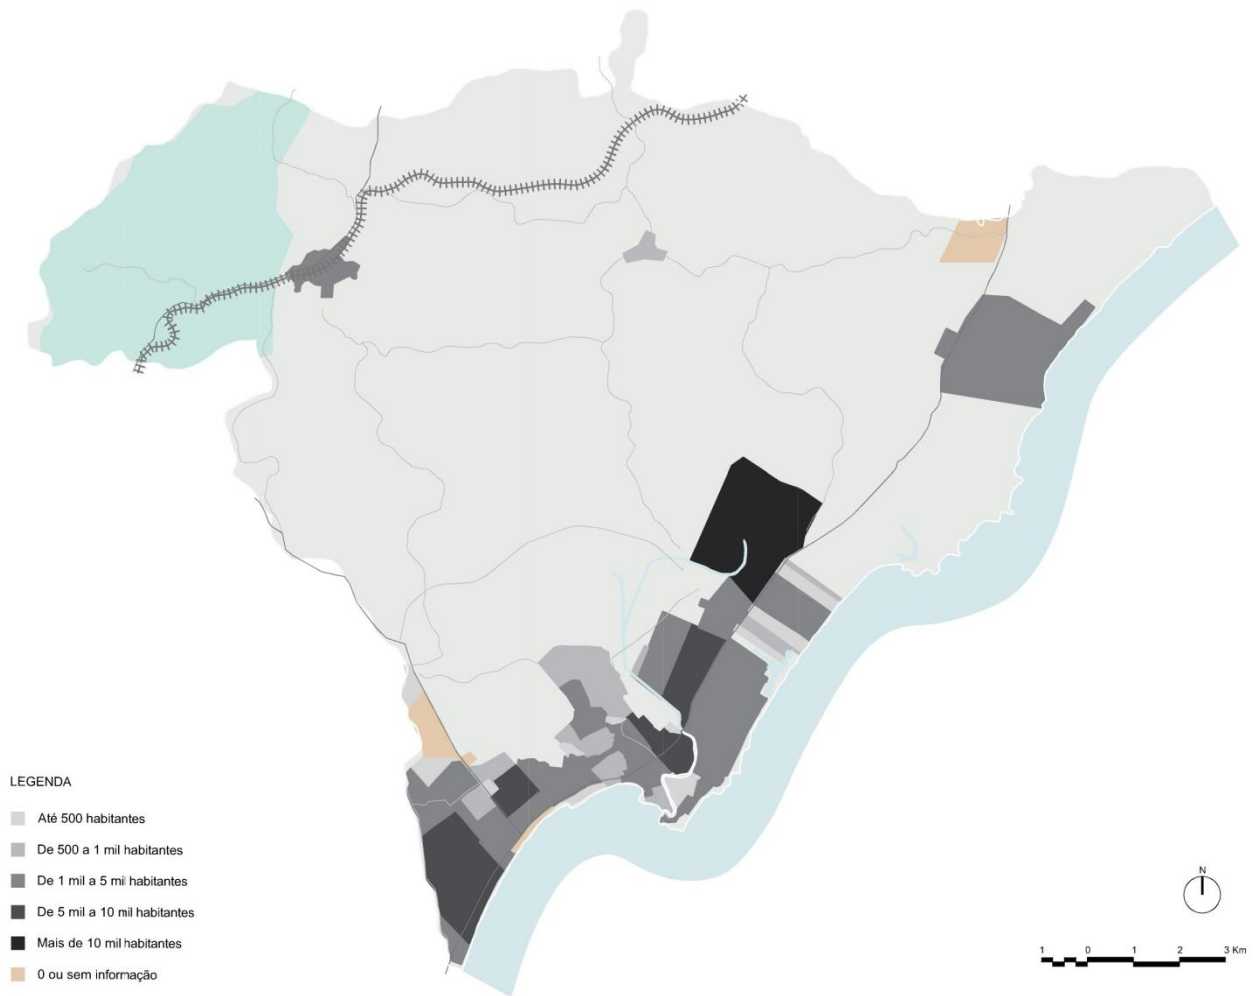 LEGENDA
Até 500 habitantes
De 500 a 1 mil habitantes
De 1 mil a 5 mil habitantes
De 5 mil a 10 mil habitantes
Mais de 10 mil habitantes
0 ou sem informação
N
1 0 1 2 3 Km